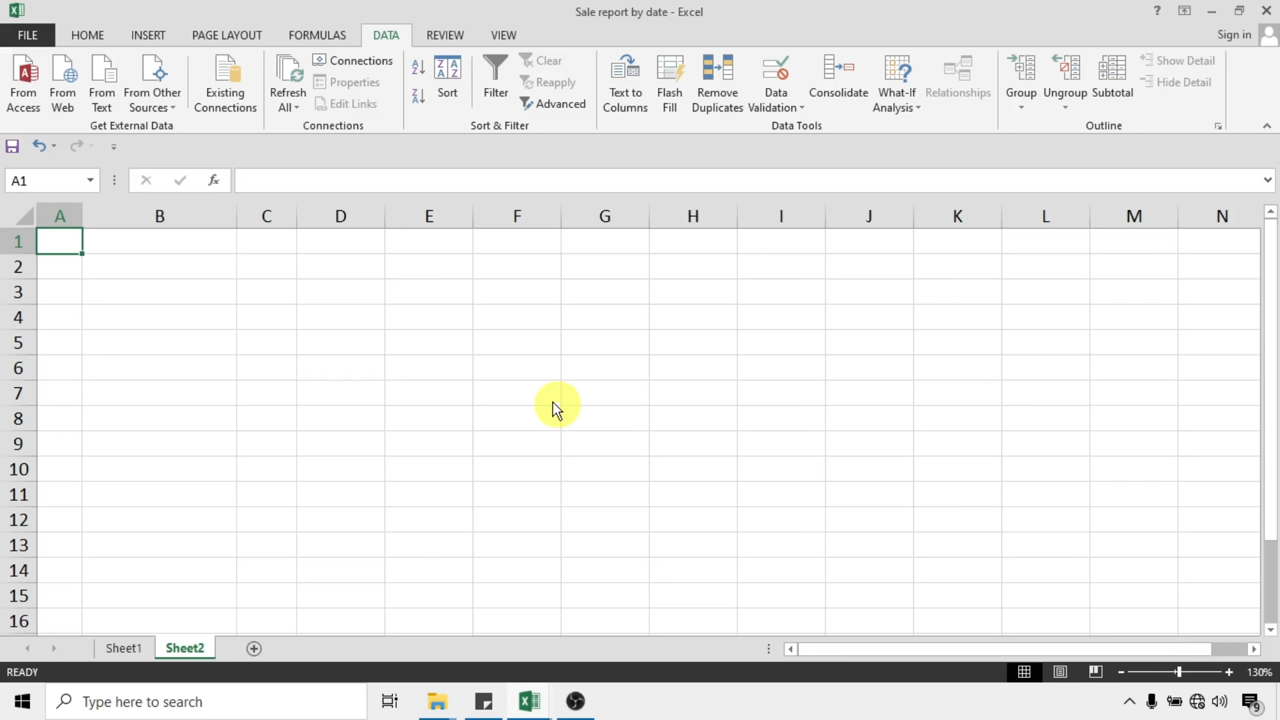 Sale report by date - Excel
?
FILE HOME INSERT PAGE LAYOUT FORMULAS DATA REVIEW VIEW Sign in
From Access
From Web
From Text
From Other Sources
Existing Connections
Get External Data
Refresh All
Connections
Properties
Edit Links
Connections
Sort
Filter
Clear
Reapply
Advanced
Sort & Filter
Text to Columns
Flash Fill
Remove Duplicates
Data Validation
Consolidate
What-If Analysis
Relationships
Data Tools
Group
Ungroup
Subtotal
Show Detail
Hide Detail
Outline
A1
fx
A B C D E F G H I J K L M N
1
2
3
4
5
6
7
8
9
10
11
12
13
14
15
16
Sheet1 Sheet2
READY 130%
Type here to search
9